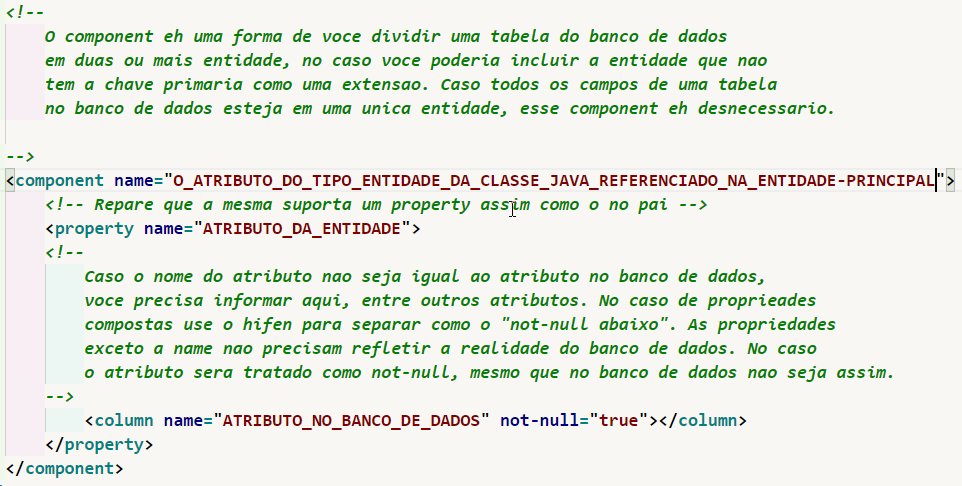 <!--
O component eh uma forma de voce dividir uma tabela do banco de dados
em duas ou mais entidade, no caso voce poderia incluir a entidade que nao
tem a chave primaria como uma extensao. Caso todos os campos de uma tabela
no banco de dados esteja em uma unica entidade, esse component eh desnecessario.
-->
<component name="O_ATRIBUTO_DO_TIPO_ENTIDADE_DA_CLASSE_JAVA_REFERENCIADO_NA_ENTIDADE-PRINCIPAL">
<!-- Repare que a mesma suporta um property assim como o no pai -->
<property name="ATRIBUTO_DA_ENTIDADE">
<!--
Caso o nome do atributo nao seja igual ao atributo no banco de dados,
voce precisa informar aqui, entre outros atributos. No caso de proprieades
compostas use o hifen para separar como o "not-null abaixo". As propriedades
exceto a name nao precisam refletir a realidade do banco de dados. No caso
o atributo sera tratado como not-null, mesmo que no banco de dados nao seja assim.
-->
<column name="ATRIBUTO_NO_BANCO_DE_DADOS" not-null="true"></column>
</property>
</component>